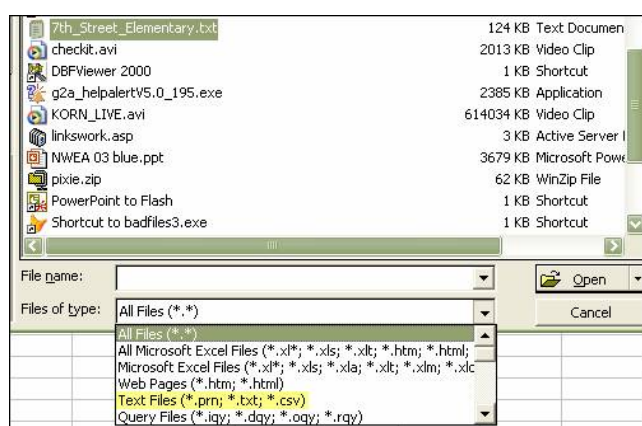 7th_Street_Elementary.txt 124 KB Text Documen
checkit.avi 2013 KB Video Clip
DBFViewer 2000 1 KB Shortcut
g2a_helpalertV5.0_195.exe 2385 KB Application
KORN_LIVE.avi 614034 KB Video Clip
linkswork.asp 3 KB Active Server
NWEA 03 blue.ppt 3679 KB Microsoft Powe
pixie.zip 62 KB WinZip File
PowerPoint to Flash 1 KB Shortcut
Shortcut to badfiles3.exe 1 KB Shortcut
File name: Open
Files of type: All Files (*.*) Cancel
All Files (*.*)
All Microsoft Excel Files (*.xl*; *.xls; *.xlt; *.htm; *.html;
Microsoft Excel Files (*.xl*; *.xls; *.xla; *.xlt; *.xlm; *.xlc
Web Pages (*.htm; *.html)
Text Files (*.prn; *.txt; *.csv)
Query Files (*.iqy; *.dqy; *.oqy; *.rqy)